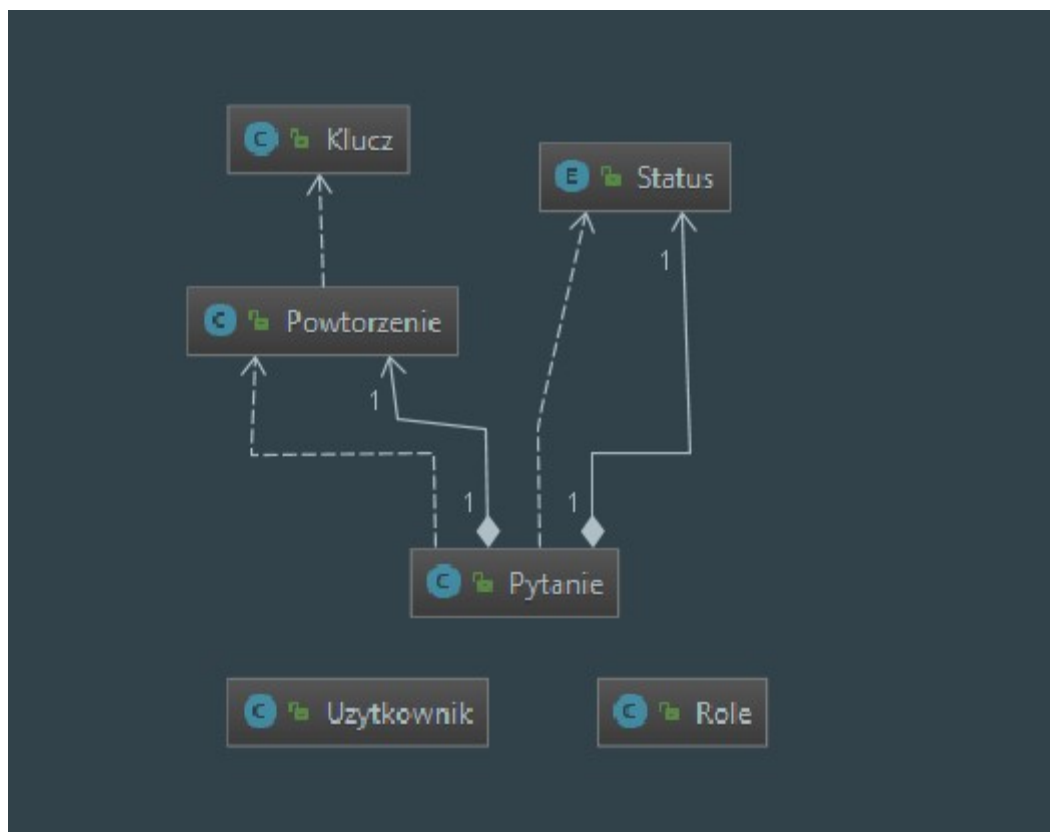 C Klucz
E Status
1
C Powtorzenie
1
1
1
C Pytanie
C Uzytkownik
C Role